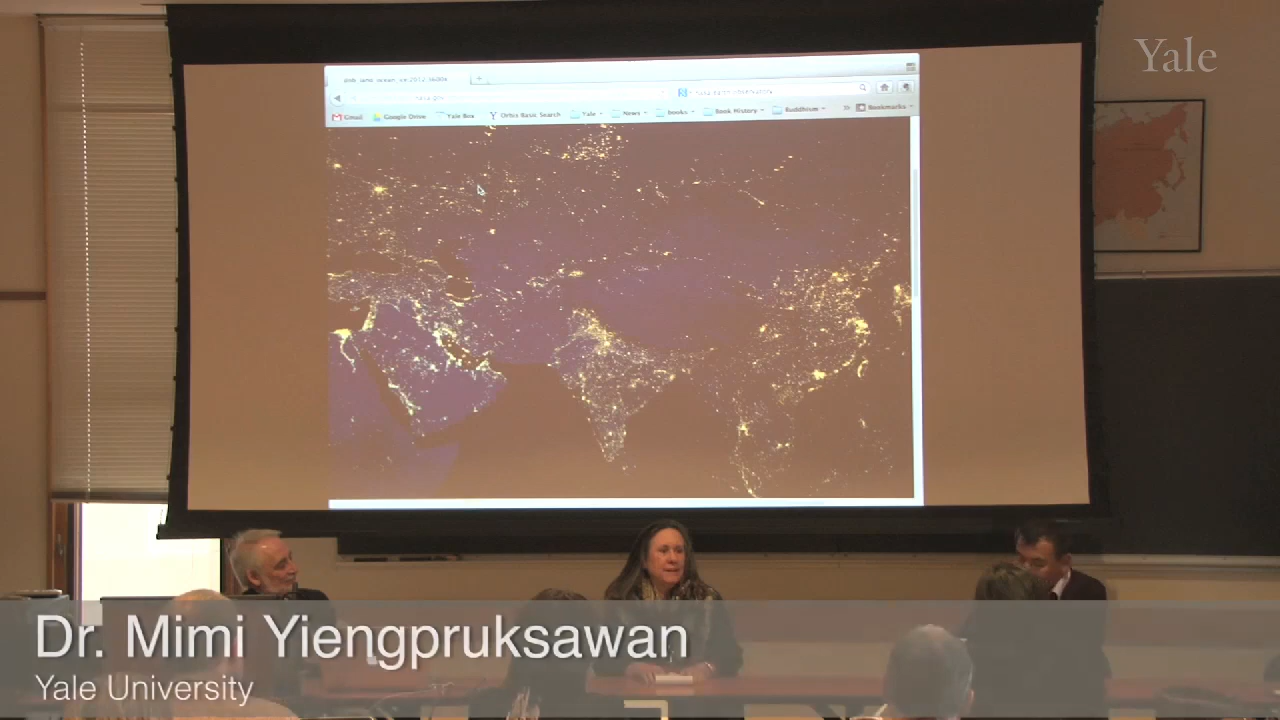 Yale
Gmail Google Drive Yale Box Orbis Basic Search Yale News books Book History Buddhism Bookmarks
Dr. Mimi Yiengpruksawan
Yale University